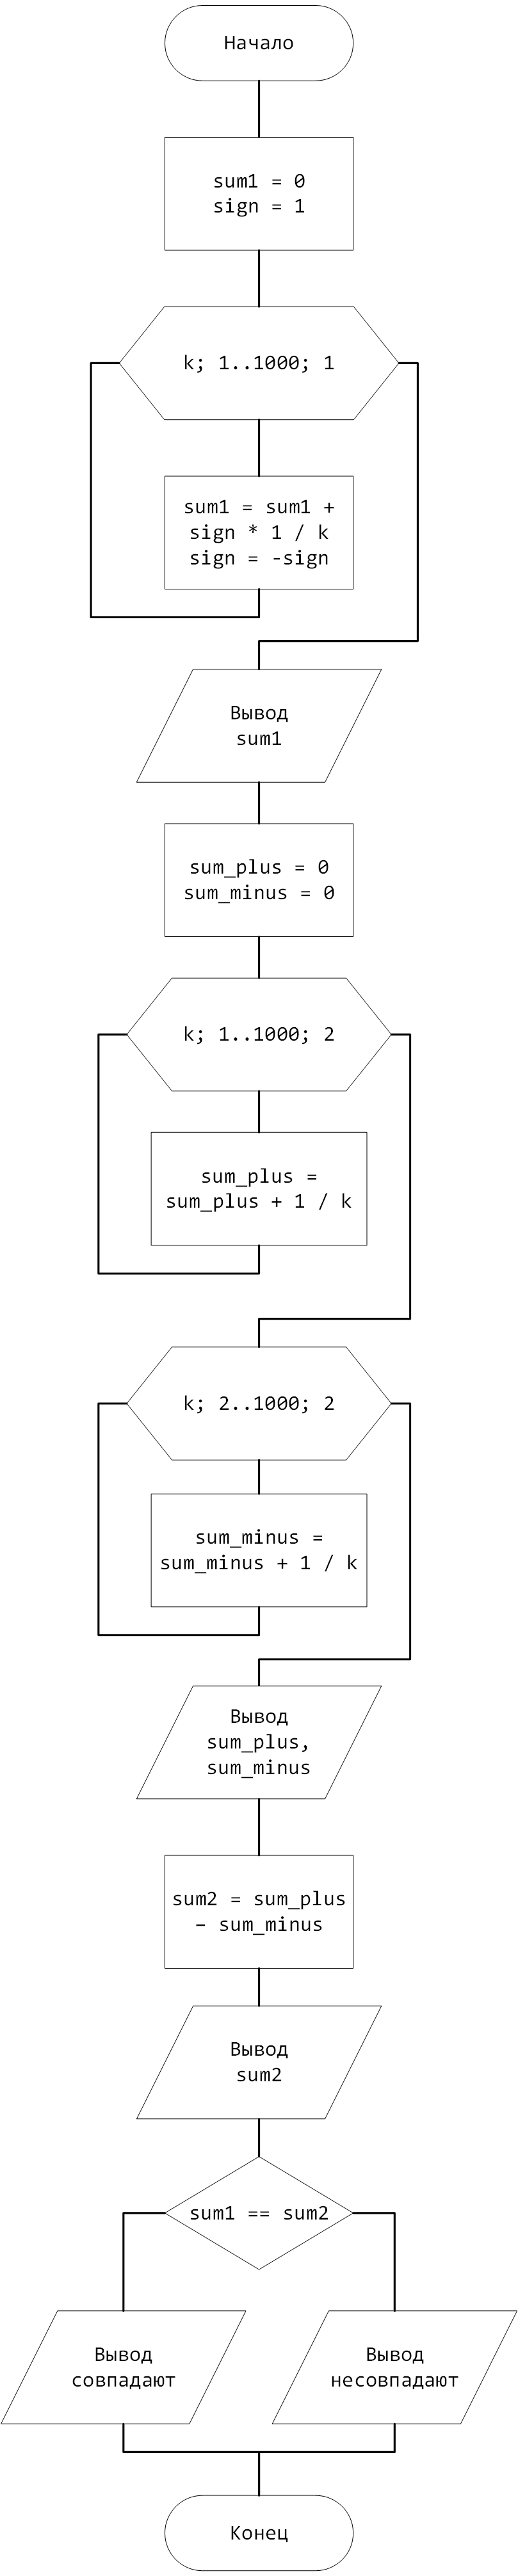 Начало
sum1 = 0
sign = 1
k; 1..1000; 1
sum1 = sum1 +
sign * 1 / k
sign = -sign
Вывод
sum1
sum_plus = 0
sum_minus = 0
k; 1..1000; 2
sum_plus =
sum_plus + 1 / k
k; 2..1000; 2
sum_minus =
sum_minus + 1 / k
Вывод
sum_plus,
sum_minus
sum2 = sum_plus
– sum_minus
Вывод
sum2
sum1 == sum2
Вывод
совпадают
Вывод
несовпадают
Конец